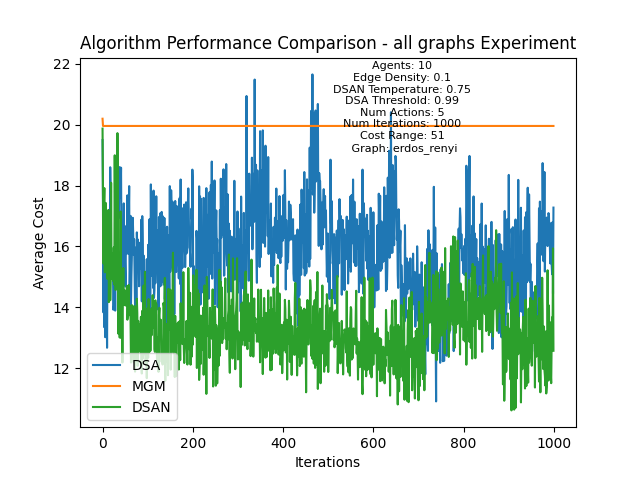 Algorithm Performance Comparison - all graphs Experiment
Agents: 10
Edge Density: 0.1
DSAN Temperature: 0.75
DSA Threshold: 0.99
Num Actions: 5
Num Iterations: 1000
Cost Range: 51
Graph: erdos_renyi
Average Cost
22
20
18
16
14
12
DSA
MGM
DSAN
0
200
400
600
800
1000
Iterations